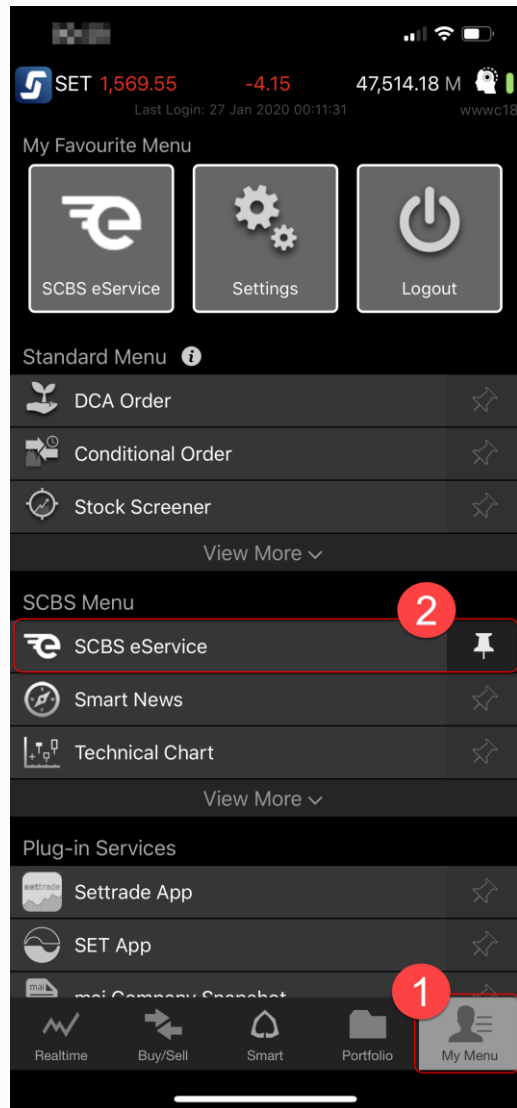 SET 1,569.55 -4.15 47,514.18 M
Last Login: 27 Jan 2020 00:11:31 wwwc18
My Favourite Menu
SCBS eService Settings Logout
Standard Menu
DCA Order
Conditional Order
Stock Screener
View More
SCBS Menu
2
SCBS eService
Smart News
Technical Chart
View More
Plug-in Services
settrade
Settrade App
SET App
mai
mai Company Snapshot
1
Realtime Buy/Sell Smart Portfolio My Menu